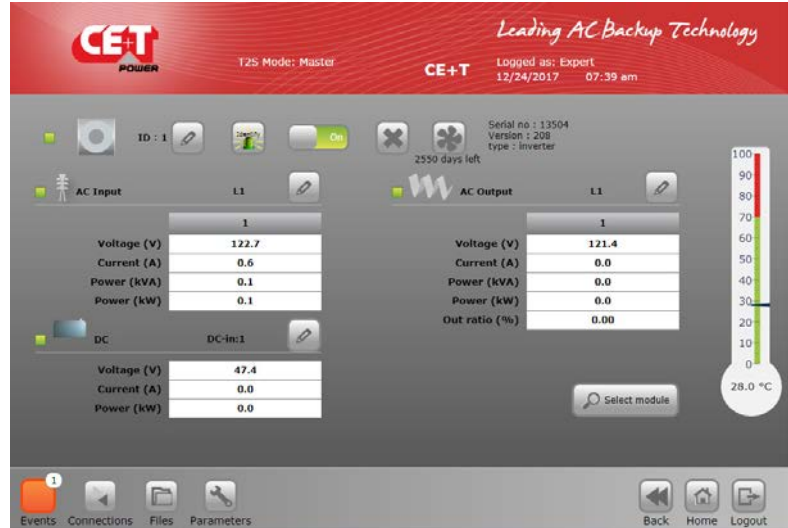 CE+T
POWER
T2S Mode: Master
CE+T
Leading AC Backup Technology
Logged as: Expert
12/24/2017 07:39 am
ID : 1
Identify
On
2550 days left
Serial no : 13504
Version : 208
type : inverter
AC Input L1
1
Voltage (V) 122.7
Current (A) 0.6
Power (kVA) 0.1
Power (kW) 0.1
DC DC-in:1
Voltage (V) 47.4
Current (A) 0.0
Power (kW) 0.0
AC Output L1
1
Voltage (V) 121.4
Current (A) 0.0
Power (kVA) 0.0
Power (kW) 0.0
Out ratio (%) 0.00
100
90
80
70
60
50
40
30
20
10
0
28.0 °C
Select module
1
Events Connections Files Parameters
Back Home Logout